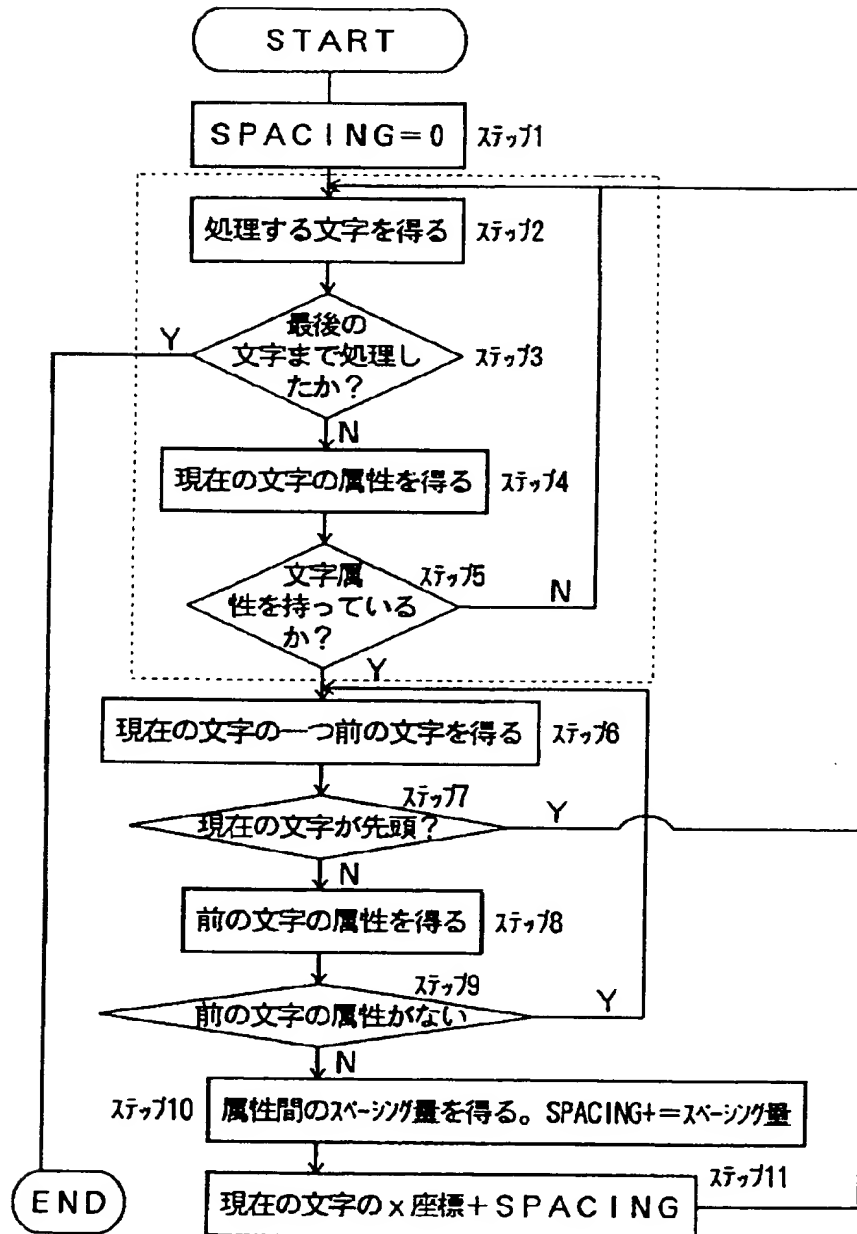 START
SPACING=0 ステップ1
処理する文字を得る ステップ2
最後の
文字まで処理し
たか？
ステップ3
Y
N
現在の文字の属性を得る ステップ4
文字属
性を持っている
か？
ステップ5
N
Y
現在の文字の一つ前の文字を得る ステップ6
ステップ7
現在の文字が先頭？
Y
N
前の文字の属性を得る ステップ8
ステップ9
前の文字の属性がない
Y
N
ステップ10 属性間のスペーシング量を得る。SPACING+=スペーシング量
ステップ11
現在の文字のx座標+SPACING
END